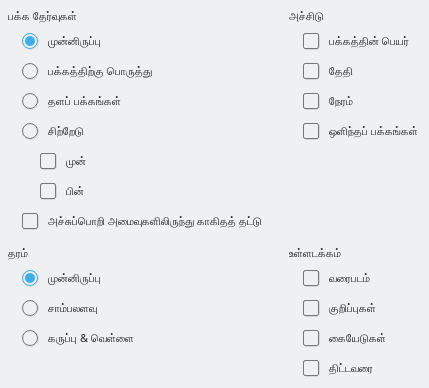 பக்க தேர்வுகள்
முன்னிருப்பு
பக்கத்திற்கு பொருத்து
தளப் பக்கங்கள்
சிற்றேடு
முன்
பின்
அச்சுப்பொறி அமைவுகளிலிருந்து காகிதத் தட்டு
அச்சிடு
பக்கத்தின் பெயர்
தேதி
நேரம்
ஒளிந்தப் பக்கங்கள்
தரம்
முன்னிருப்பு
சாம்பலளவு
கருப்பு & வெள்ளை
உள்ளடக்கம்
வரைபடம்
குறிப்புகள்
கையேடுகள்
திட்டவரை